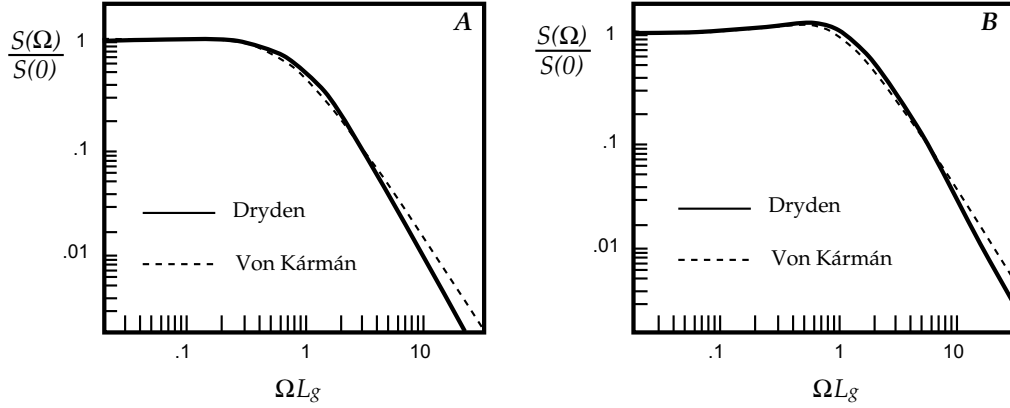 A
S(Ω)
S(0)
1
.1
.01
Dryden
Von Kármán
.1
1
10
ΩLg
B
S(Ω)
S(0)
1
.1
.01
Dryden
Von Kármán
.1
1
10
ΩLg